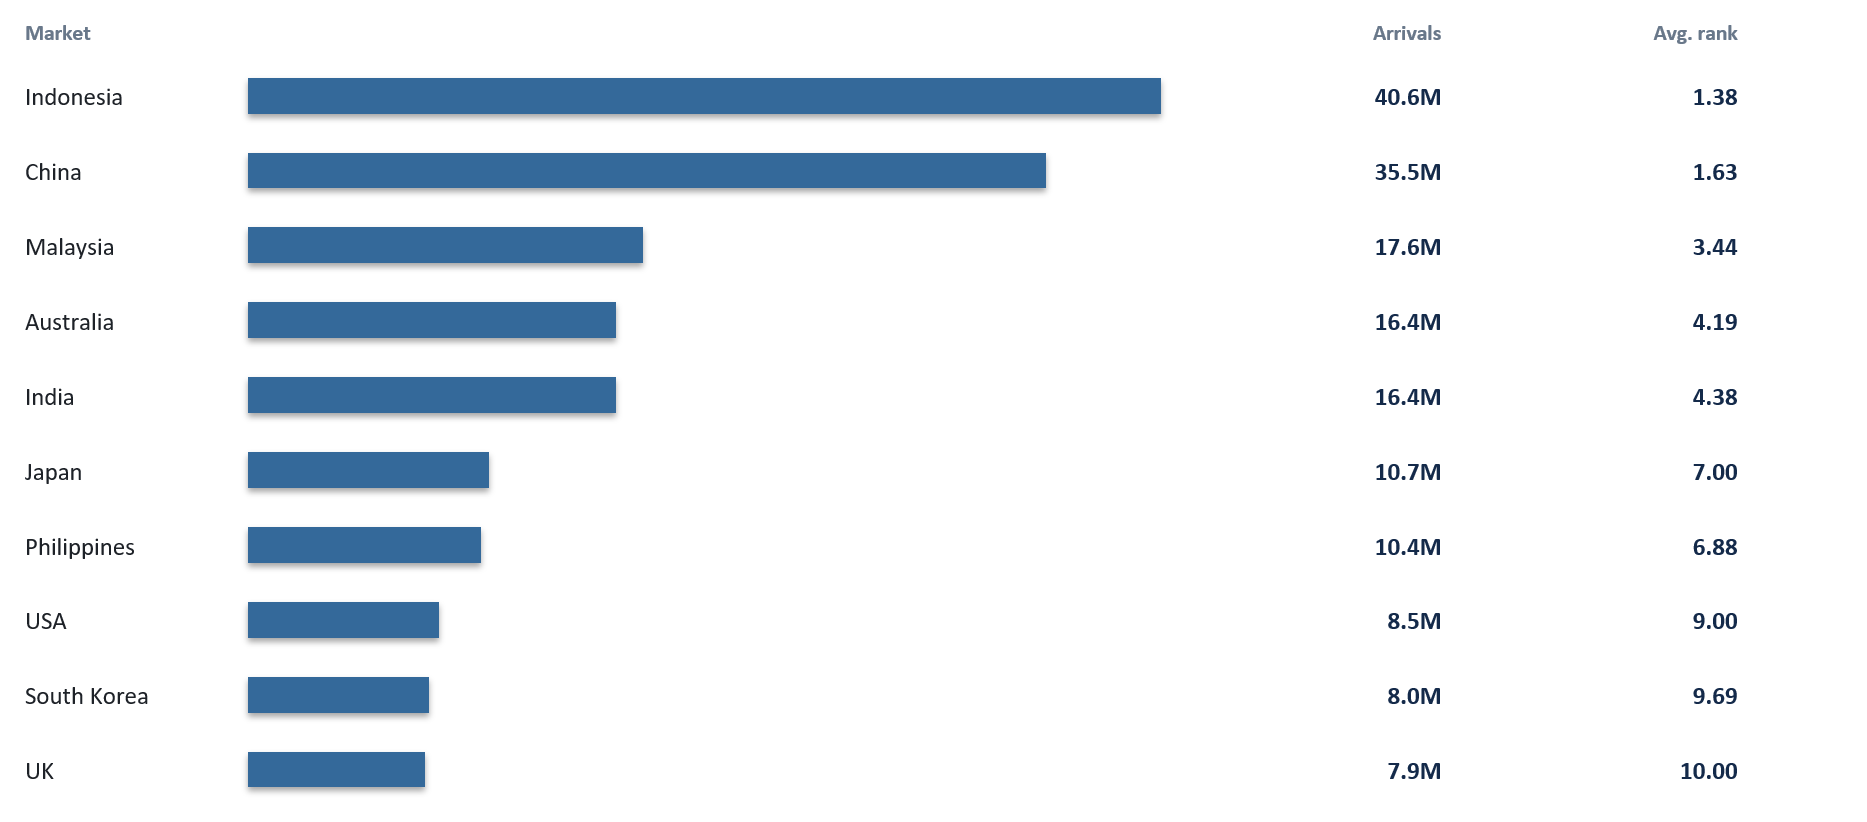 Market Arrivals Avg. rank
Indonesia 40.6M 1.38
China 35.5M 1.63
Malaysia 17.6M 3.44
Australia 16.4M 4.19
India 16.4M 4.38
Japan 10.7M 7.00
Philippines 10.4M 6.88
USA 8.5M 9.00
South Korea 8.0M 9.69
UK 7.9M 10.00